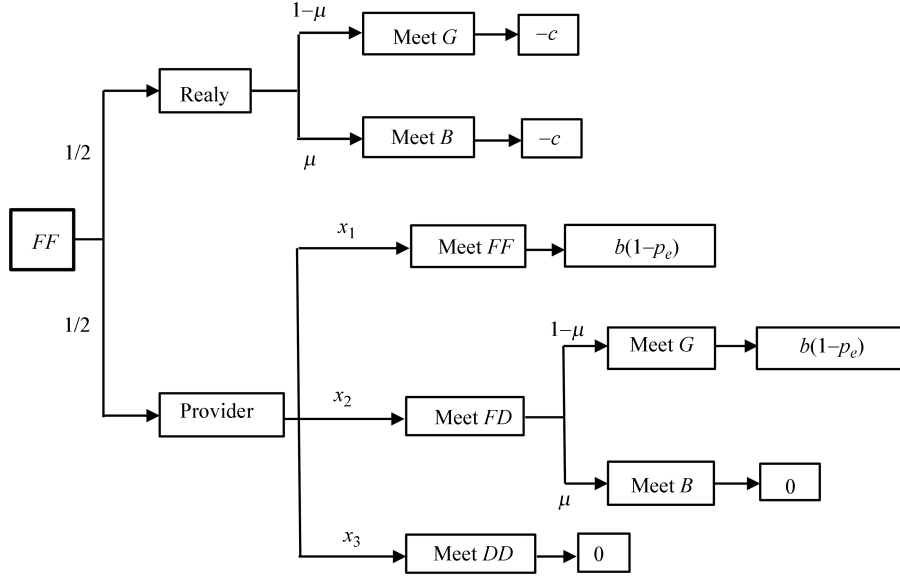 1−μ
Meet G
−c
Realy
1/2
μ
Meet B
−c
FF
x₁
Meet FF
b(1−pₑ)
1/2
1−μ
Meet G
b(1−pₑ)
Provider
x₂
Meet FD
μ
Meet B
0
x₃
Meet DD
0